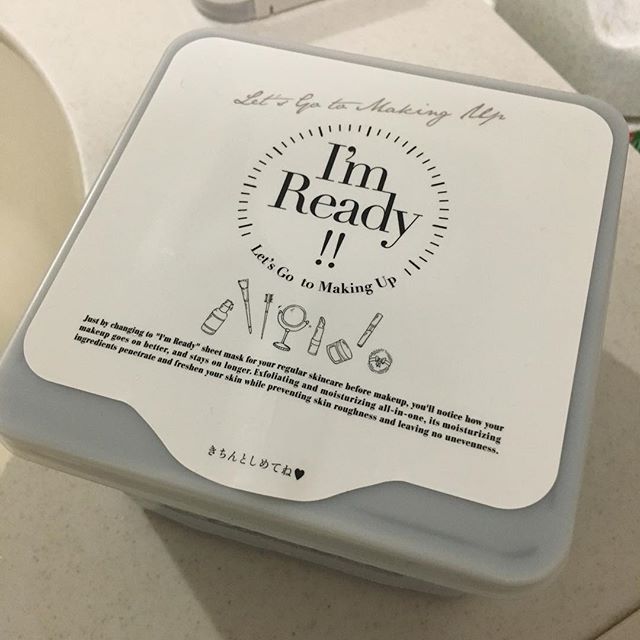 Let's Go to Making Up
I'm
Ready
!!
Let's Go to Making Up
Just by changing to "I'm Ready" sheet mask for your regular skincare before makeup, you'll notice how your
makeup goes on better, and stays on longer. Exfoliating and moisturizing all-in-one, its moisturizing
ingredients penetrate and freshen your skin while preventing skin roughness and leaving no unevenness.
きちんとしめてね♥